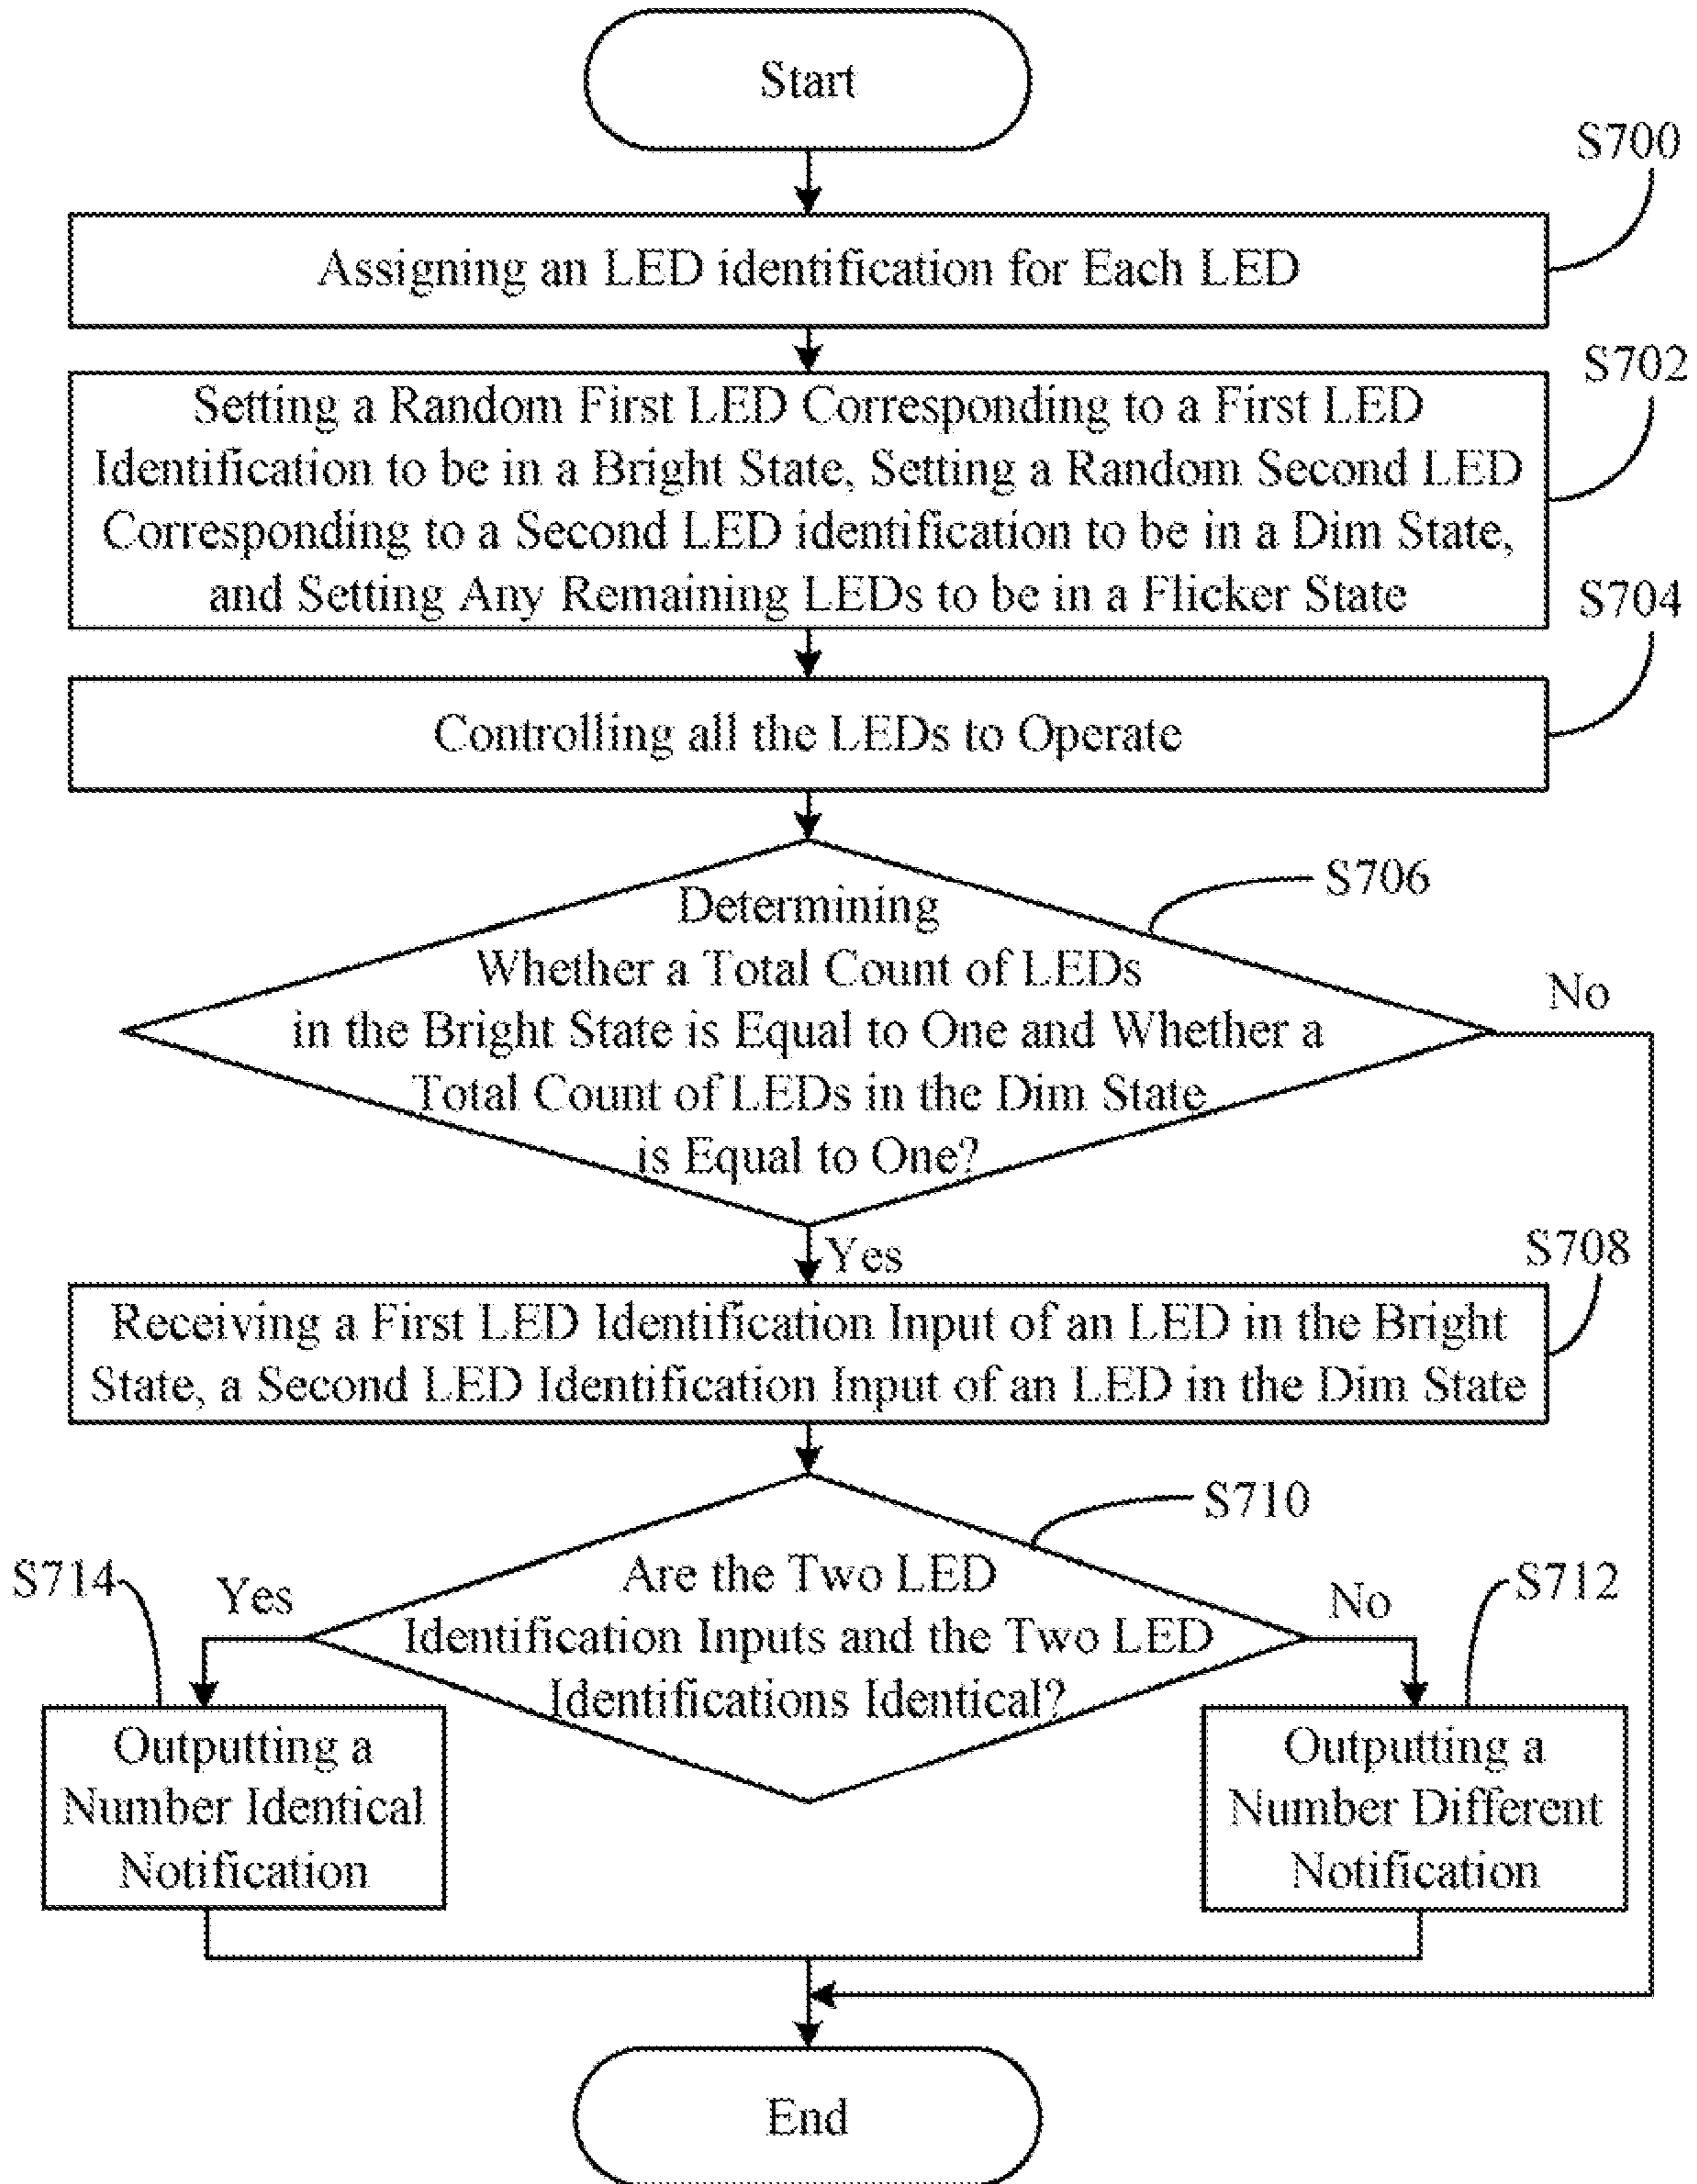 Start
S700
Assigning an LED identification for Each LED
S702
Setting a Random First LED Corresponding to a First LED
Identification to be in a Bright State, Setting a Random Second LED
Corresponding to a Second LED identification to be in a Dim State,
and Setting Any Remaining LEDs to be in a Flicker State
S704
Controlling all the LEDs to Operate
S706
Determining
Whether a Total Count of LEDs
in the Bright State is Equal to One and Whether a
Total Count of LEDs in the Dim State
is Equal to One?
No
Yes
S708
Receiving a First LED Identification Input of an LED in the Bright
State, a Second LED Identification Input of an LED in the Dim State
S710
Are the Two LED
Identification Inputs and the Two LED
Identifications Identical?
S714
Yes
No
S712
Outputting a
Number Identical
Notification
Outputting a
Number Different
Notification
End